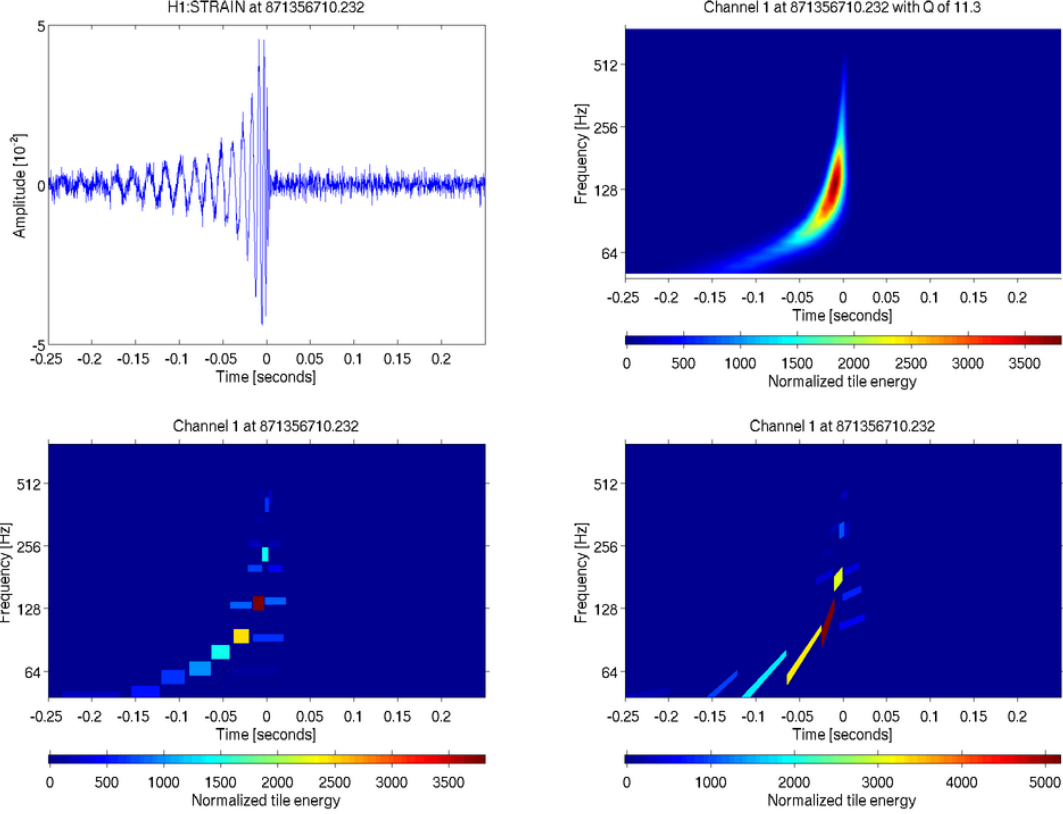 H1:STRAIN at 871356710.232
5
0
-5
Amplitude [10⁻²]
-0.25 -0.2 -0.15 -0.1 -0.05 0 0.05 0.1 0.15 0.2
Time [seconds]
Channel 1 at 871356710.232 with Q of 11.3
512
256
128
64
Frequency [Hz]
-0.25 -0.2 -0.15 -0.1 -0.05 0 0.05 0.1 0.15 0.2
Time [seconds]
0 500 1000 1500 2000 2500 3000 3500
Normalized tile energy
Channel 1 at 871356710.232
512
256
128
64
Frequency [Hz]
-0.25 -0.2 -0.15 -0.1 -0.05 0 0.05 0.1 0.15 0.2
Time [seconds]
0 500 1000 1500 2000 2500 3000 3500
Normalized tile energy
Channel 1 at 871356710.232
512
256
128
64
Frequency [Hz]
-0.25 -0.2 -0.15 -0.1 -0.05 0 0.05 0.1 0.15 0.2
Time [seconds]
0 1000 2000 3000 4000 5000
Normalized tile energy